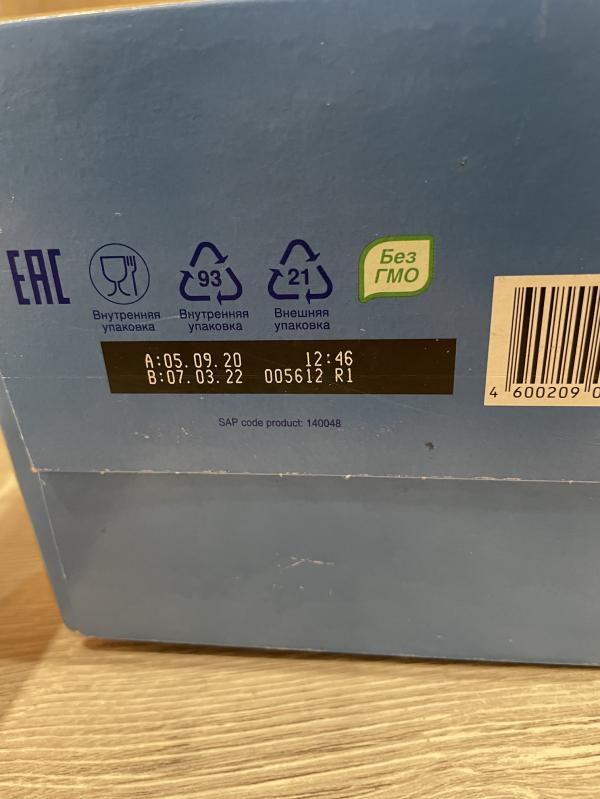 EAC
Внутренняя
упаковка
93
Внутренняя
упаковка
21
Внешняя
упаковка
Без
ГМО
A:05.09.20 12:46
B:07.03.22 005612 R1
SAP code product: 140048
4 600209 0